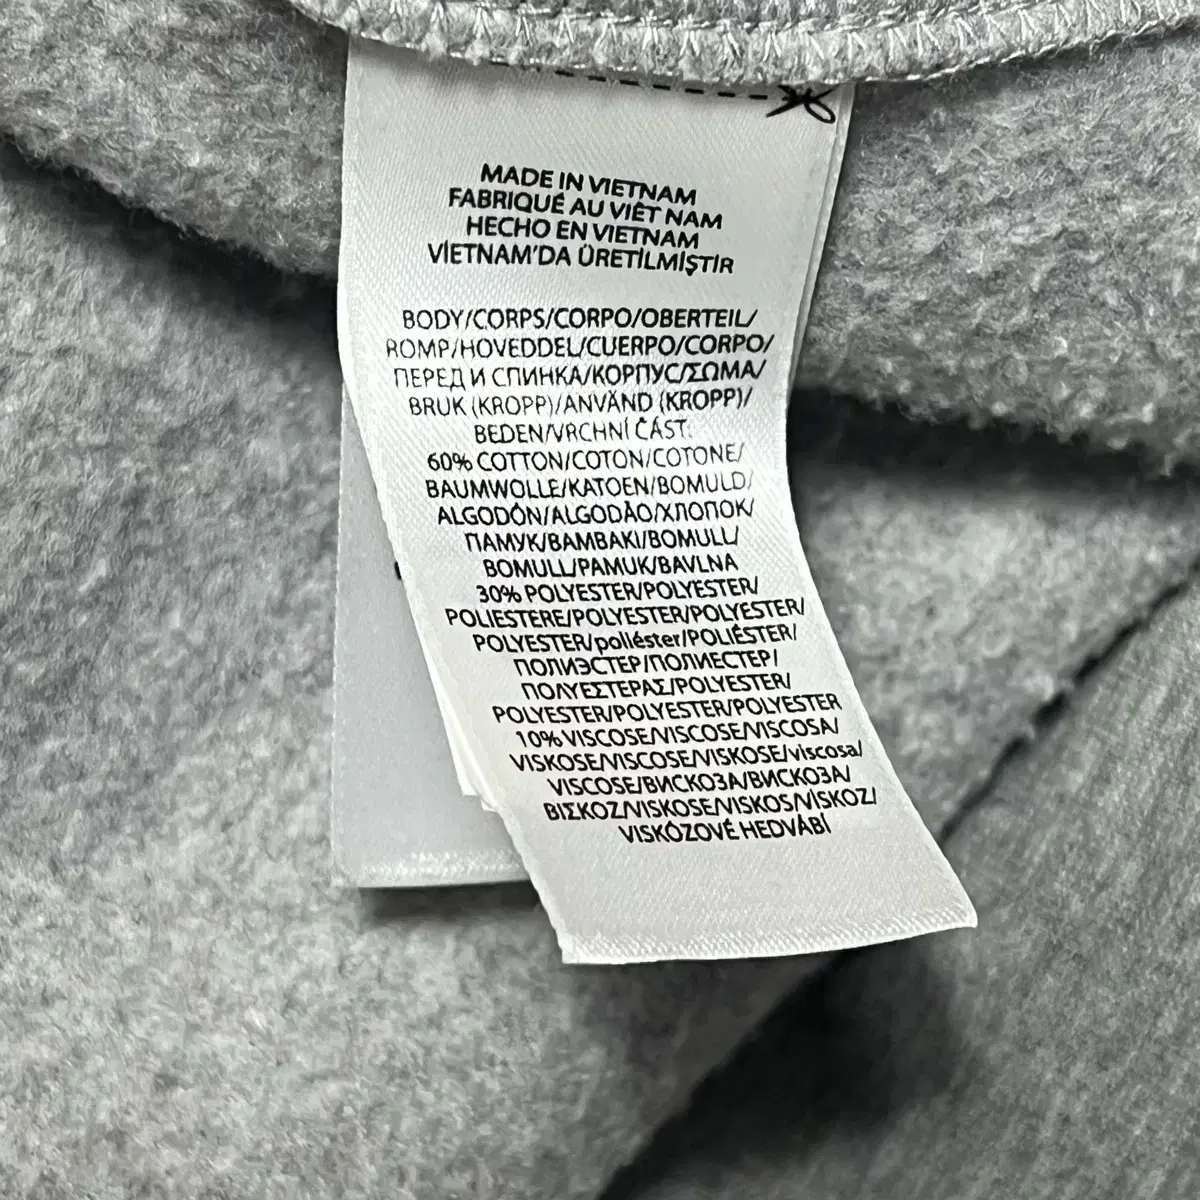 MADE IN VIETNAM
FABRIQUÉ AU VIÊT NAM
HECHO EN VIETNAM
VİETNAM'DA ÜRETİLMİŞTİR
BODY/CORPS/CORPO/OBERTEIL/
ROMP/HOVEDDEL/CUERPO/CORPO/
ПЕРЕД И СПИНКА/КОРПУС/ΣΩΜΑ/
BRUK (KROPP)/ANVÄND (KROPP)/
BEDEN/VRCHNÍ ČÁST:
60% COTTON/COTON/COTONE/
BAUMWOLLE/KATOEN/BOMULD/
ALGODÓN/ALGODÃO/ХЛОПОК/
ПАМУК/BAMBAKI/BOMULL/
BOMULL/PAMUK/BAVLNA
30% POLYESTER/POLYESTER/
POLIESTERE/POLYESTER/POLYESTER/
POLYESTER/poliéster/POLIÉSTER/
ПОЛИЭСТЕР/ПОЛИЕСТЕР/
ΠΟΛΥΕΣΤΕΡΑΣ/POLYESTER/
POLYESTER/POLYESTER/POLYESTER
10% VISCOSE/VISCOSE/VISCOSA/
VISKOSE/VISCOSE/VISKOSE/viscosa/
VISCOSE/ВИСКОЗА/ВИСКОЗА/
ΒΙΣΚΟΖ/VISKOSE/VISKOS/VİSKOZ/
VISKÓZOVÉ HEDVÁBÍ